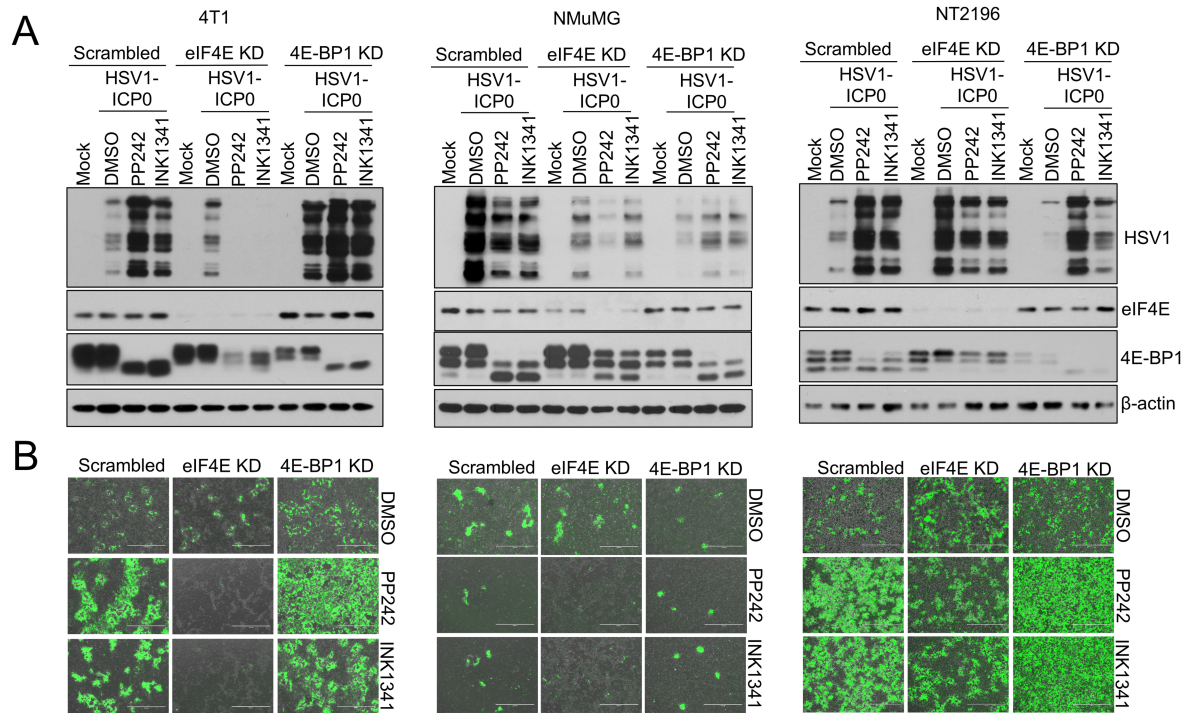 A
4T1
Scrambled eIF4E KD 4E-BP1 KD
HSV1-ICP0 HSV1-ICP0 HSV1-ICP0
Mock DMSO PP242 INK1341 Mock DMSO PP242 INK1341 Mock DMSO PP242 INK1341
NMuMG
Scrambled eIF4E KD 4E-BP1 KD
HSV1-ICP0 HSV1-ICP0 HSV1-ICP0
Mock DMSO PP242 INK1341 Mock DMSO PP242 INK1341 Mock DMSO PP242 INK1341
NT2196
Scrambled eIF4E KD 4E-BP1 KD
HSV1-ICP0 HSV1-ICP0 HSV1-ICP0
Mock DMSO PP242 INK1341 Mock DMSO PP242 INK1341 Mock DMSO PP242 INK1341
HSV1
eIF4E
4E-BP1
β-actin
B
Scrambled eIF4E KD 4E-BP1 KD
DMSO
PP242
INK1341
Scrambled eIF4E KD 4E-BP1 KD
DMSO
PP242
INK1341
Scrambled eIF4E KD 4E-BP1 KD
DMSO
PP242
INK1341